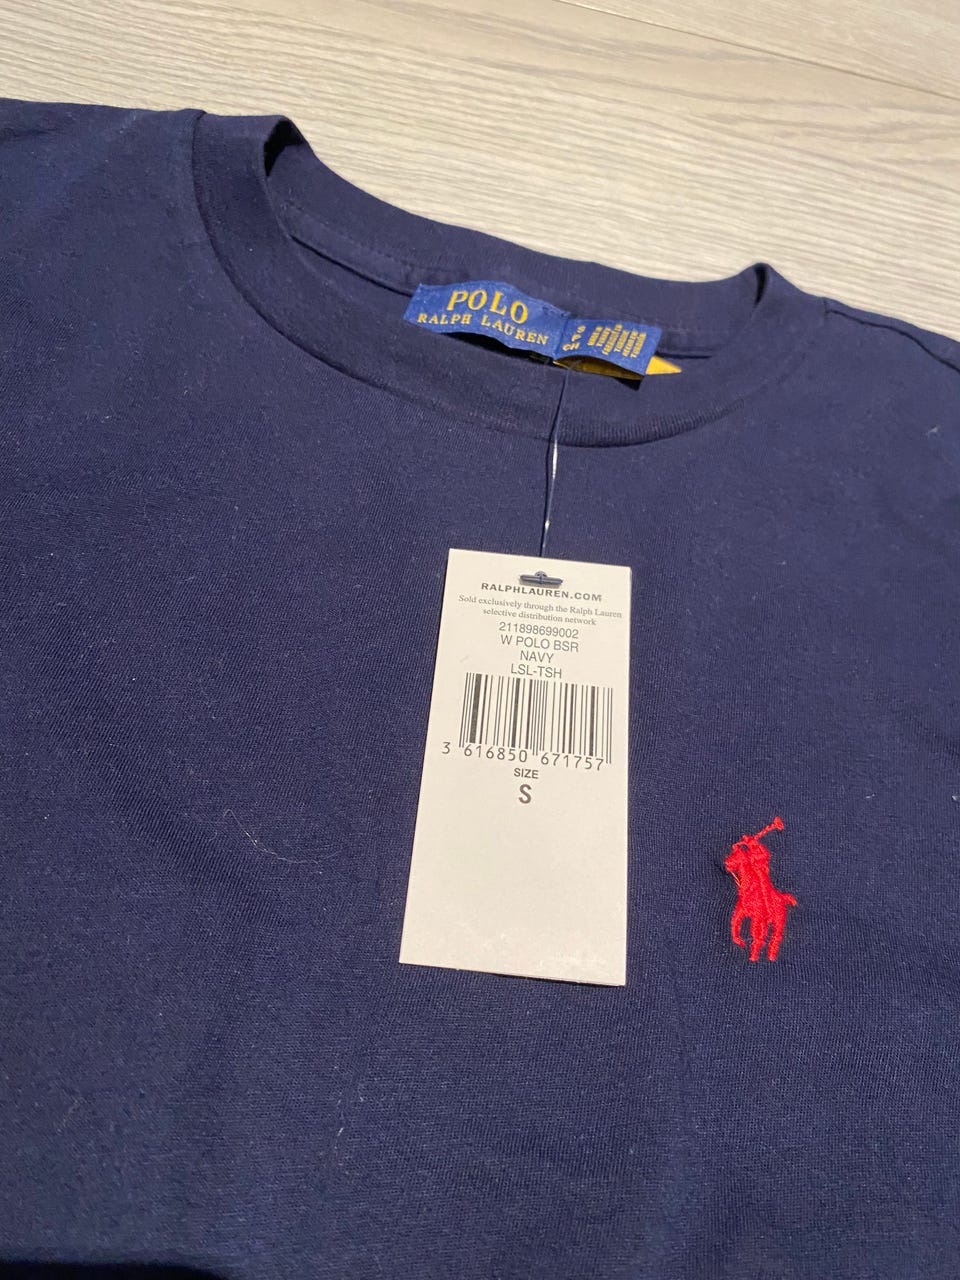 POLO
RALPH LAUREN
S
P
CH
RALPHLAUREN.COM
Sold exclusively through the Ralph Lauren
selective distribution network
211898699002
W POLO BSR
NAVY
LSL-TSH
3 616850 671757
SIZE
S